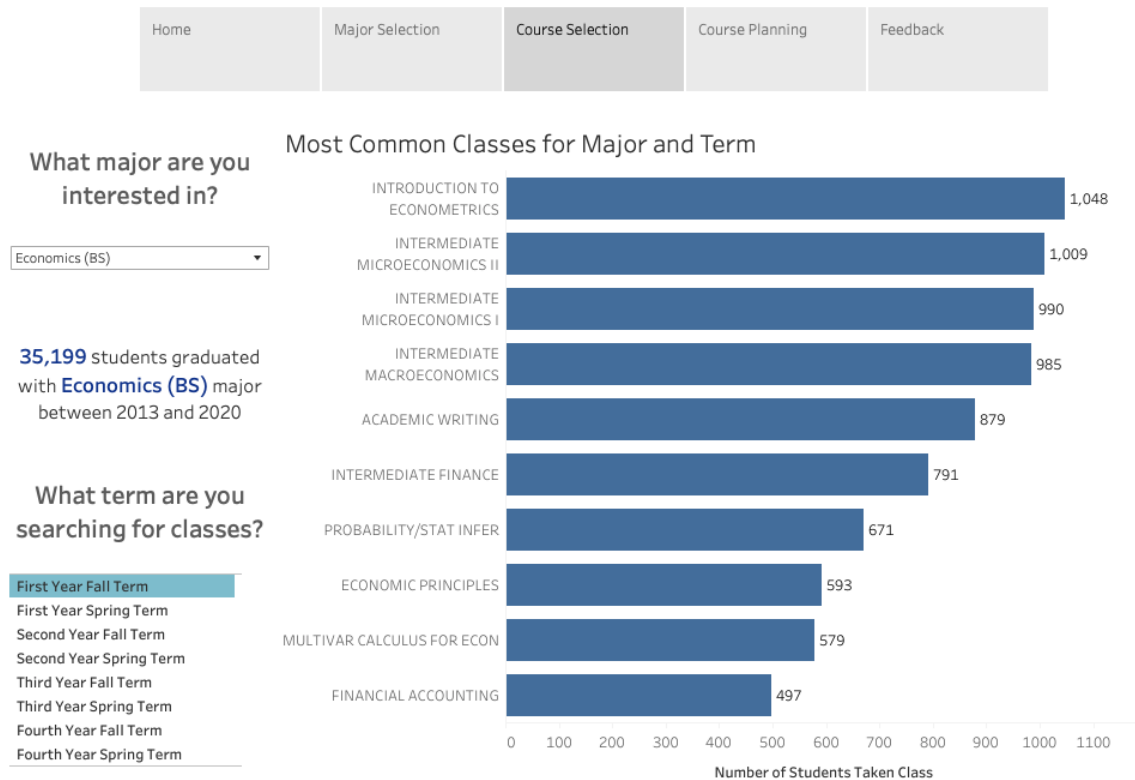 Home
Major Selection
Course Selection
Course Planning
Feedback
What major are you
interested in?
Economics (BS)
35,199 students graduated
with Economics (BS) major
between 2013 and 2020
What term are you
searching for classes?
First Year Fall Term
First Year Spring Term
Second Year Fall Term
Second Year Spring Term
Third Year Fall Term
Third Year Spring Term
Fourth Year Fall Term
Fourth Year Spring Term
Most Common Classes for Major and Term
INTRODUCTION TO
ECONOMETRICS
1,048
INTERMEDIATE
MICROECONOMICS II
1,009
INTERMEDIATE
MICROECONOMICS I
990
INTERMEDIATE
MACROECONOMICS
985
ACADEMIC WRITING
879
INTERMEDIATE FINANCE
791
PROBABILITY/STAT INFER
671
ECONOMIC PRINCIPLES
593
MULTIVAR CALCULUS FOR ECON
579
FINANCIAL ACCOUNTING
497
0 100 200 300 400 500 600 700 800 900 1000 1100
Number of Students Taken Class